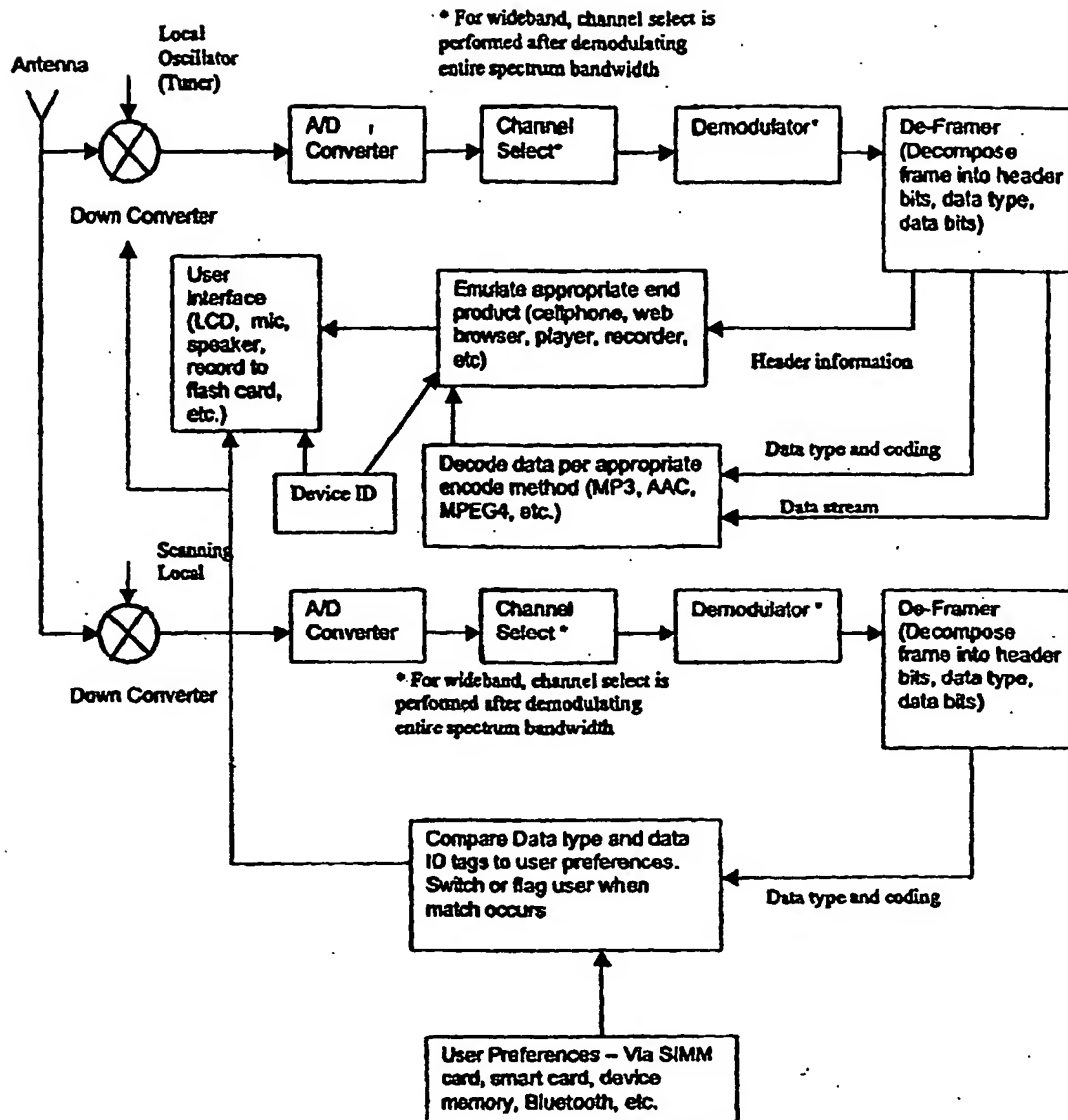 * For wideband, channel select is
performed after demodulating
entire spectrum bandwidth
Local
Oscillator
(Tuner)
Antenna
A/D
Converter
Channel
Select*
Demodulator*
De-Framer
(Decompose
frame into header
bits, data type,
data bits)
Down Converter
User
Interface
(LCD, mic,
speaker,
record to
flash card,
etc.)
Emulate appropriate end
product (cellphone, web
browser, player, recorder,
etc)
Header information
Data type and coding
Decode data per appropriate
encode method (MP3, AAC,
MPEG4, etc.)
Device ID
Data stream
Scanning
Local
A/D
Converter
Channel
Select *
Demodulator *
De-Framer
(Decompose
frame into header
bits, data type,
data bits)
Down Converter
* For wideband, channel select is
performed after demodulating
entire spectrum bandwidth
Compare Data type and data
ID tags to user preferences.
Switch or flag user when
match occurs
Data type and coding
User Preferences – Via SIMM
card, smart card, device
memory, Bluetooth, etc.